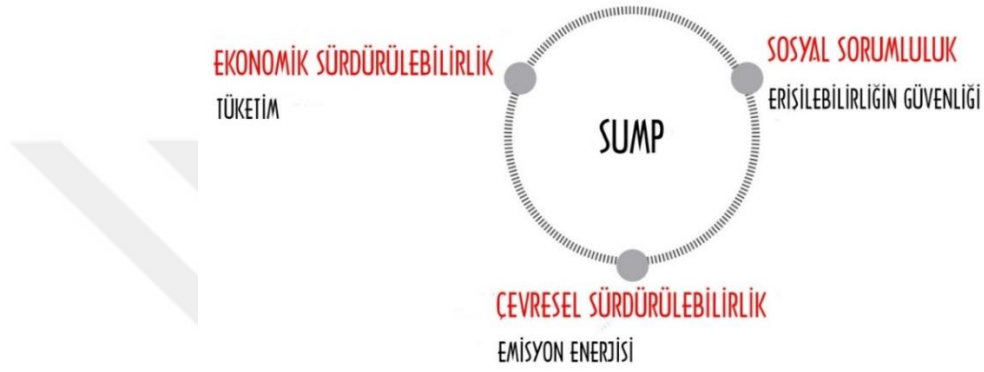 EKONOMİK SÜRDÜRÜLEBİLİRLİK
TÜKETİM
SOSYAL SORUMLULUK
ERİŞİLEBİLİRLİĞİN GÜVENLİĞİ
SUMP
ÇEVRESEL SÜRDÜRÜLEBİLİRLİK
EMİSYON ENERJİSİ